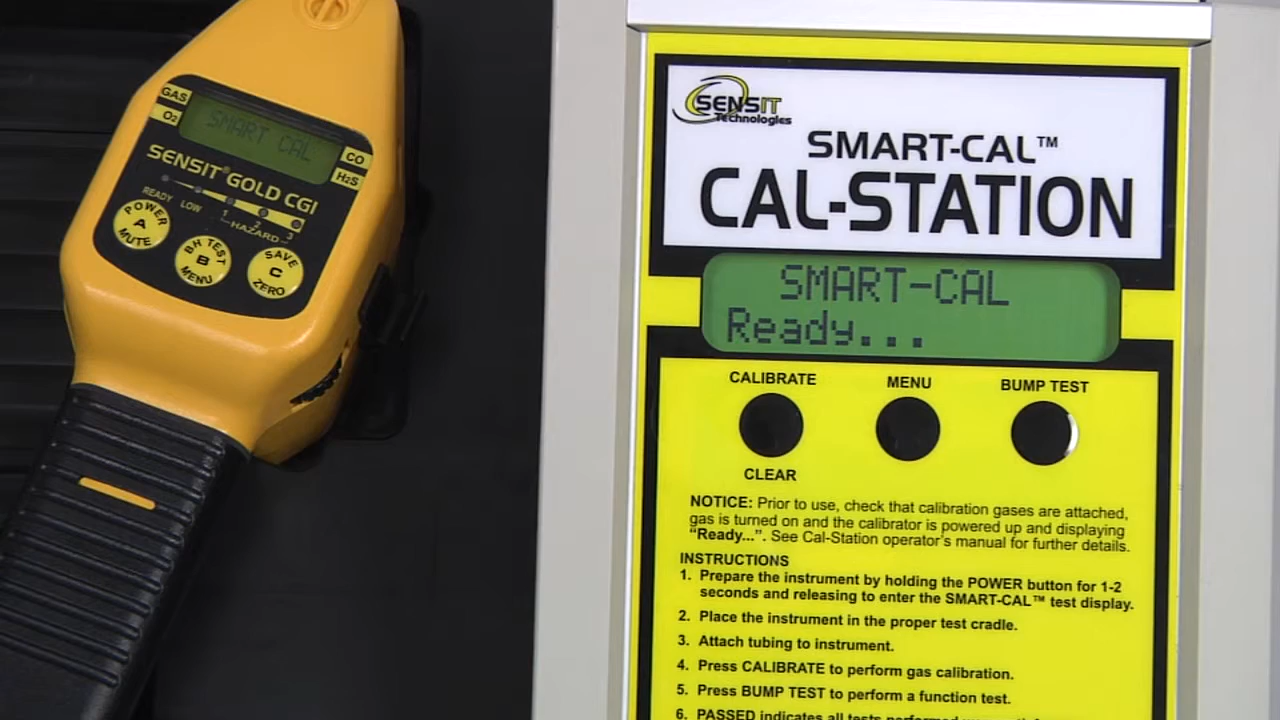 GAS
O2
SMART CAL
CO
H2S
SENSIT® GOLD CGI
READY LOW 1 2 3
HAZARD
POWER A MUTE
BH TEST B MENU
SAVE C ZERO
SENSIT
Technologies
SMART-CAL™
CAL-STATION
SMART-CAL
Ready...
CALIBRATE MENU BUMP TEST
CLEAR
NOTICE: Prior to use, check that calibration gases are attached,
gas is turned on and the calibrator is powered up and displaying
“Ready...”. See Cal-Station operator's manual for further details.
INSTRUCTIONS
1. Prepare the instrument by holding the POWER button for 1-2
seconds and releasing to enter the SMART-CAL™ test display.
2. Place the instrument in the proper test cradle.
3. Attach tubing to instrument.
4. Press CALIBRATE to perform gas calibration.
5. Press BUMP TEST to perform a function test.
6. PASSED indicates all tests performed